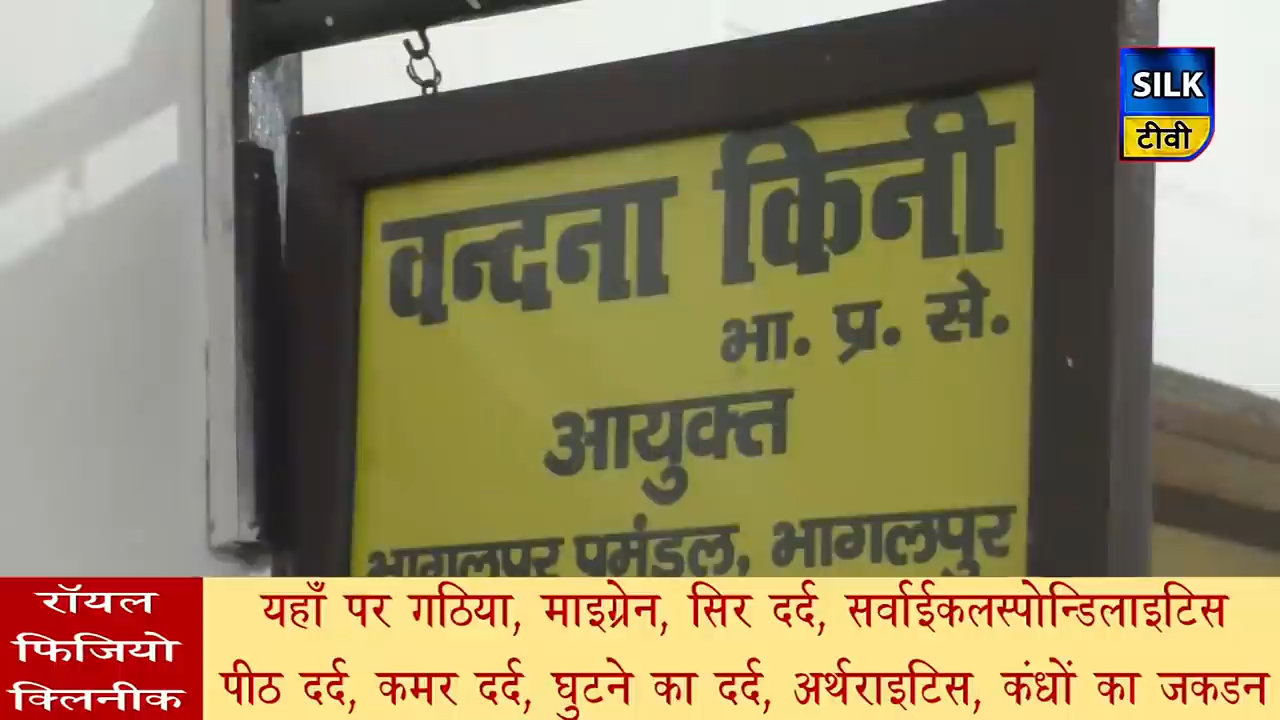 SILK
टीवी
वन्दना किनी
भा. प्र. से.
आयुक्त
भागलपुर प्रमंडल, भागलपुर
रॉयल
फिजियो
क्लिनीक
यहाँ पर गठिया, माइग्रेन, सिर दर्द, सर्वाईकलस्पोन्डिलाइटिस
पीठ दर्द, कमर दर्द, घुटने का दर्द, अर्थराइटिस, कंधों का जकडन